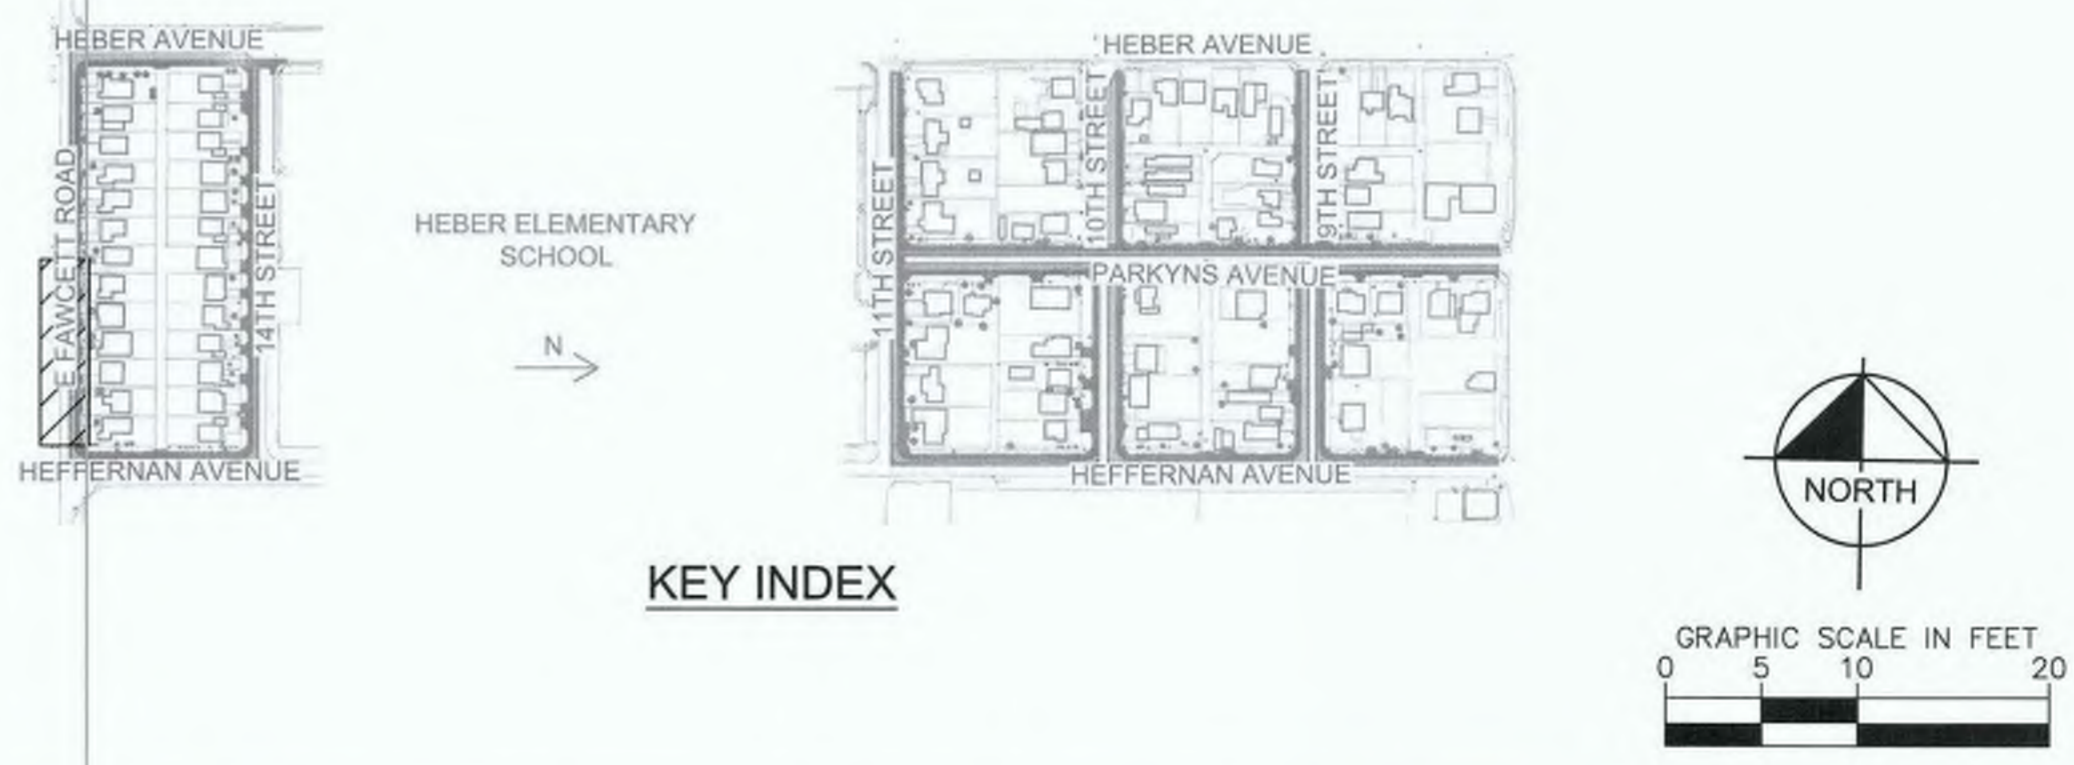 HEBER AVENUE
HEBER AVENUE
E FAWCETT ROAD
14TH STREET
HEBER ELEMENTARY
SCHOOL
N
11TH STREET
10TH STREET
9TH STREET
PARKYNS AVENUE
HEFFERNAN AVENUE
HEFFERNAN AVENUE
KEY INDEX
NORTH
GRAPHIC SCALE IN FEET
0 5 10 20